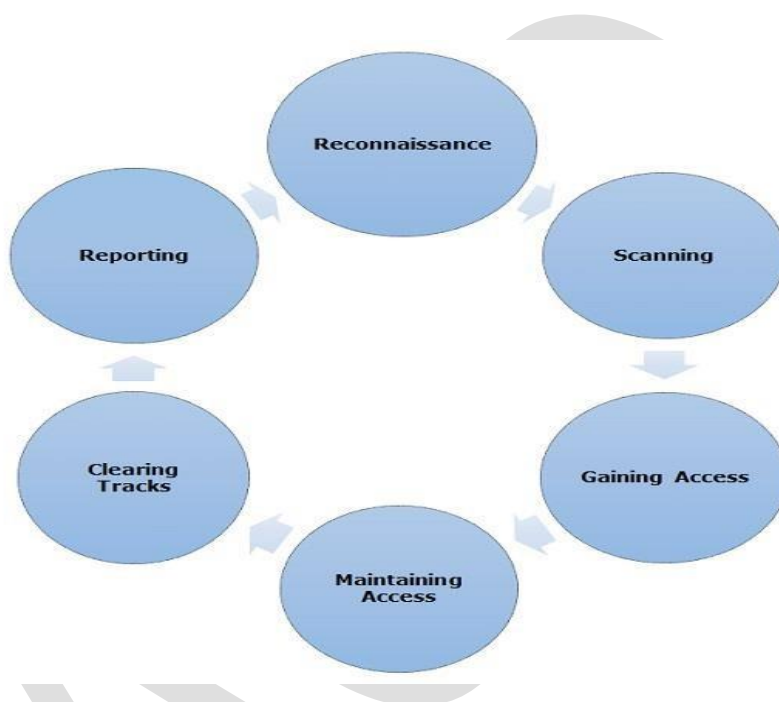 Reconnaissance
Scanning
Gaining Access
Maintaining
Access
Clearing
Tracks
Reporting